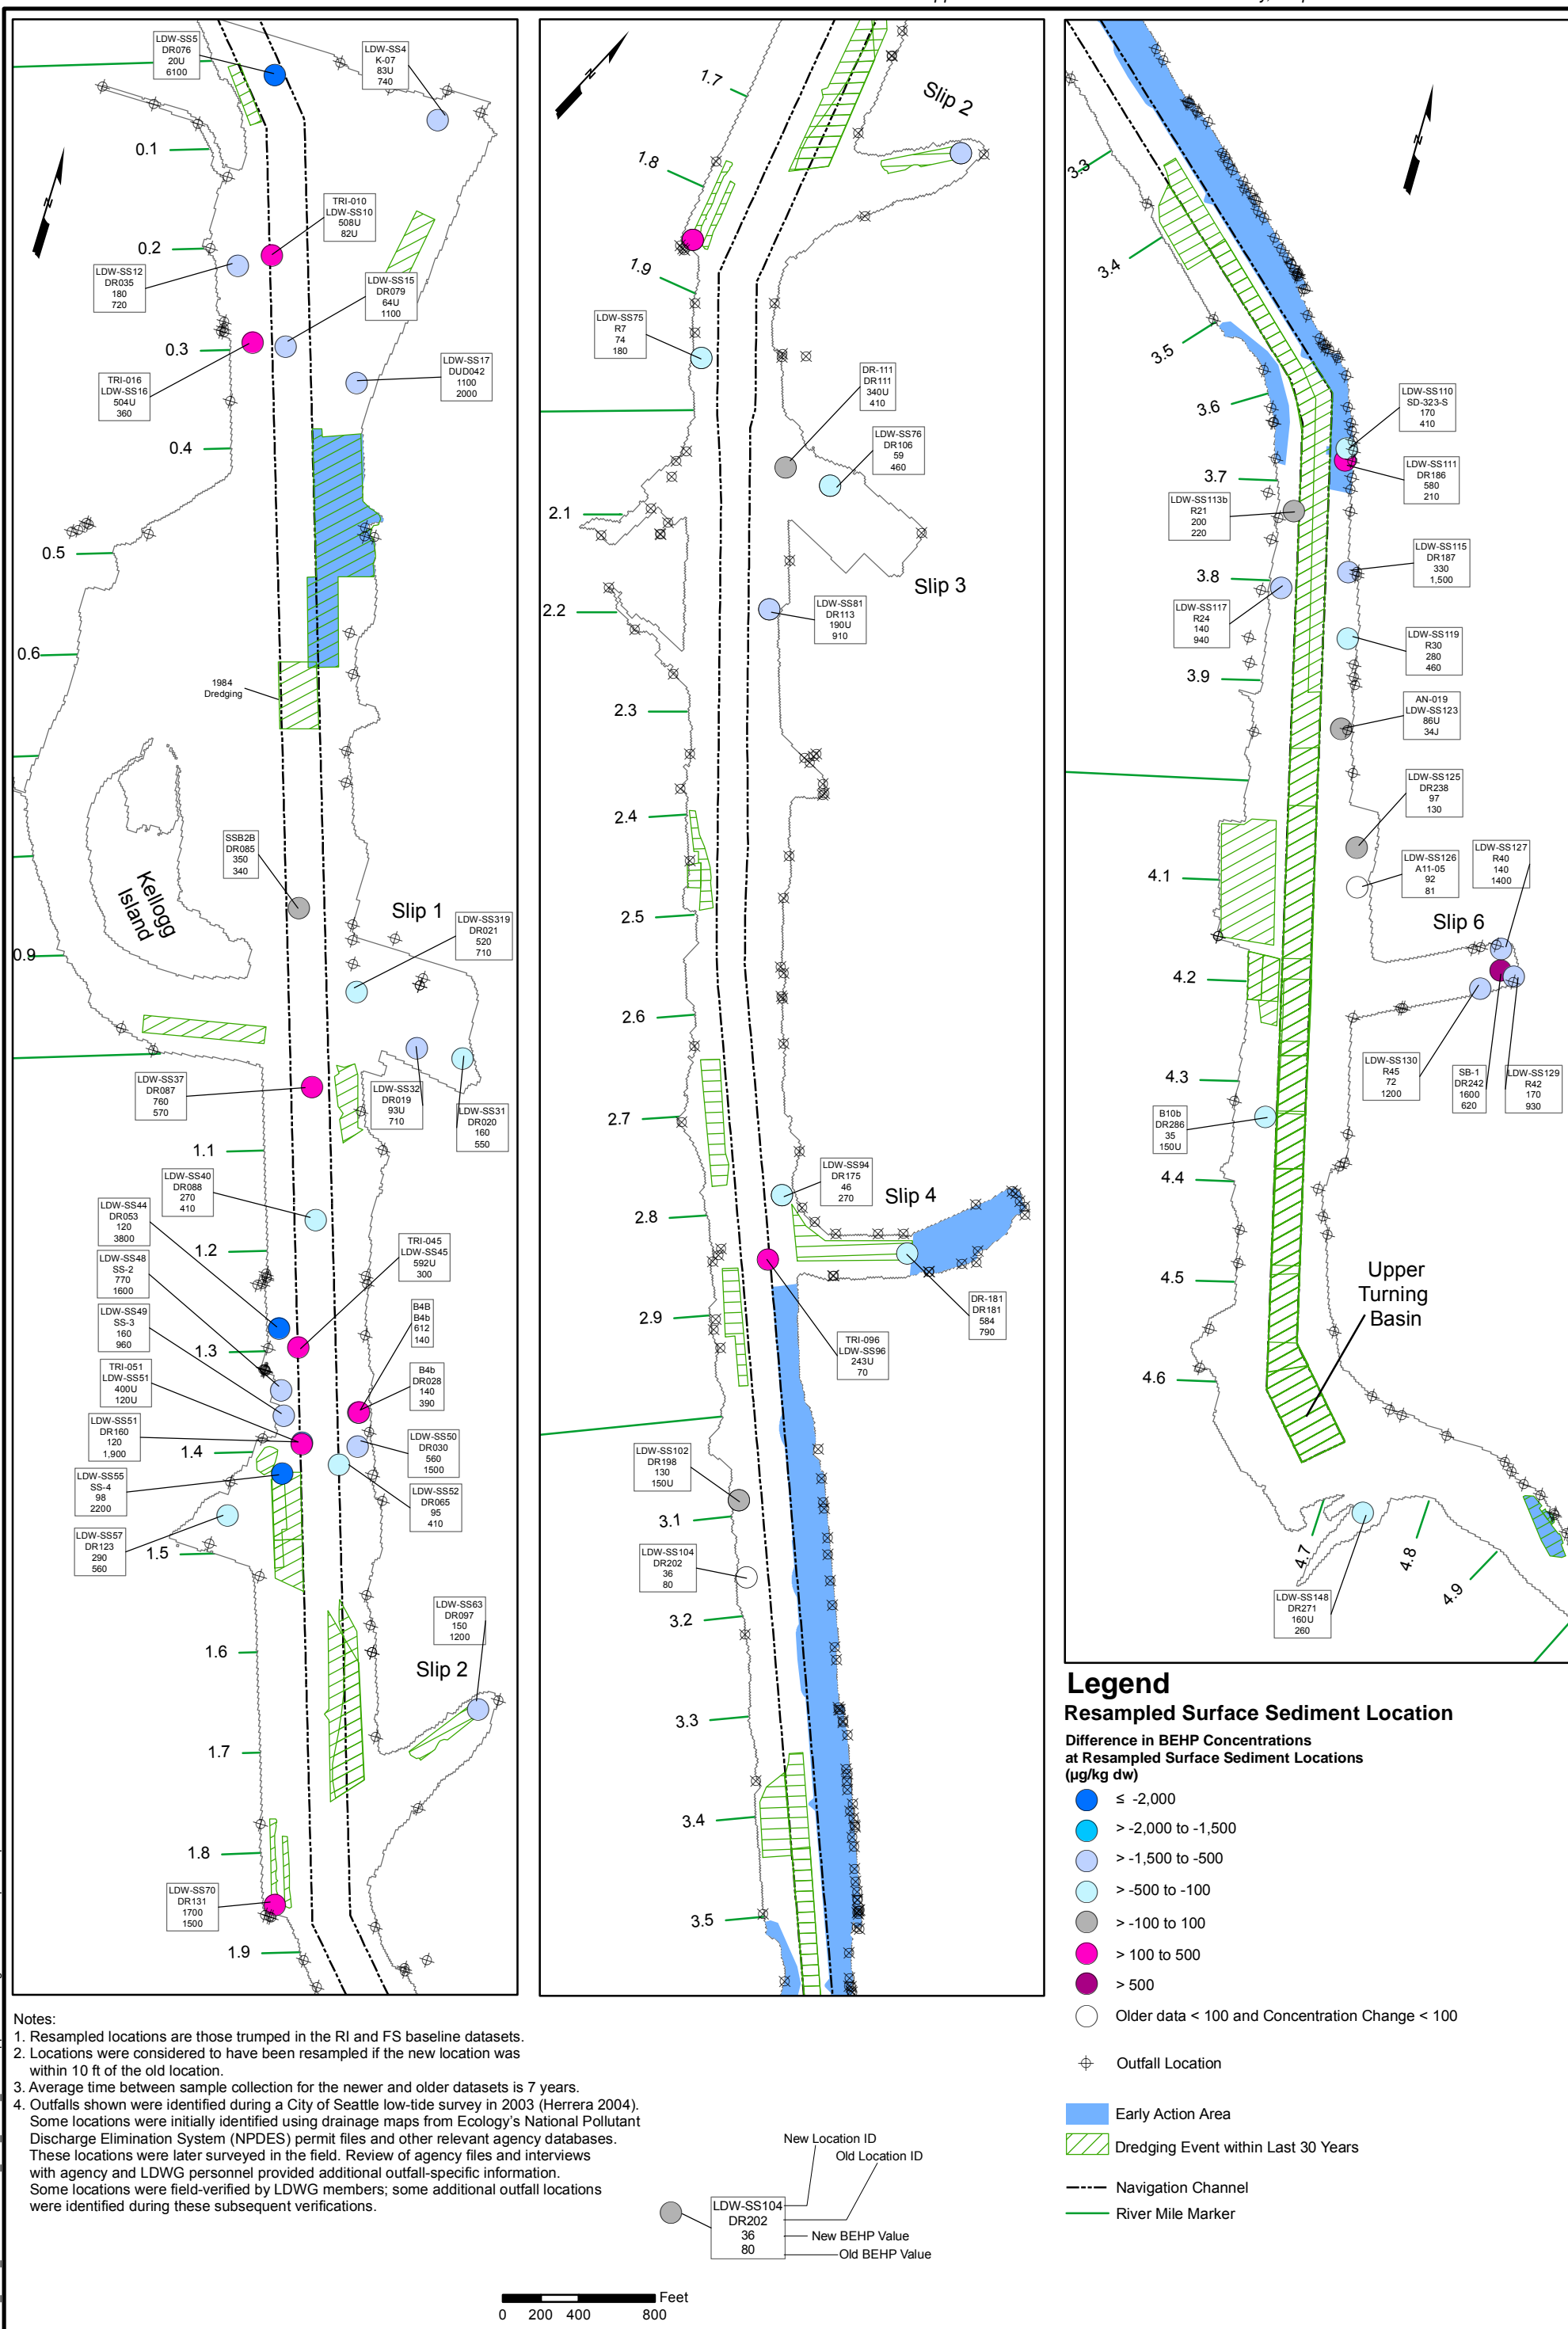 LDW-SS5
DR076
20U
6100
LDW-SS4
K-07
83U
740
0.1
N
TRI-010
LDW-SS10
508U
82U
0.2
LDW-SS12
DR035
180
720
LDW-SS15
DR079
64U
1100
0.3
LDW-SS17
DUD042
1100
2000
TRI-016
LDW-SS16
504U
360
0.4
0.5
0.6
1984
Dredging
SSB2B
DR085
350
340
Kellogg
Island
Slip 1
LDW-SS319
DR021
520
710
0.9
LDW-SS37
DR087
760
570
LDW-SS32
DR019
93U
710
LDW-SS31
DR020
160
550
1.1
LDW-SS40
DR088
270
410
LDW-SS44
DR053
120
3800
1.2
TRI-045
LDW-SS45
592U
300
LDW-SS48
SS-2
770
1600
LDW-SS49
SS-3
160
960
B4B
B4b
612
140
1.3
TRI-051
LDW-SS51
400U
120U
B4b
DR028
140
390
LDW-SS51
DR160
120
1,900
1.4
LDW-SS50
DR030
560
1500
LDW-SS55
SS-4
98
2200
LDW-SS52
DR065
95
410
LDW-SS57
DR123
290
560
1.5
LDW-SS63
DR097
150
1200
1.6
Slip 2
1.7
1.8
LDW-SS70
DR131
1700
1500
1.9
N
1.7
Slip 2
1.8
1.9
LDW-SS75
R7
74
180
DR-111
DR111
340U
410
LDW-SS76
DR106
59
460
2.1
Slip 3
2.2
LDW-SS81
DR113
190U
910
2.3
2.4
2.5
2.6
2.7
LDW-SS94
DR175
46
270
Slip 4
2.8
DR-181
DR181
584
790
2.9
TRI-096
LDW-SS96
243U
70
LDW-SS102
DR198
130
150U
3.1
LDW-SS104
DR202
36
80
3.2
3.3
3.4
3.5
N
3.3
3.4
3.5
3.6
LDW-SS110
SD-323-S
170
410
LDW-SS111
DR186
580
210
3.7
LDW-SS113b
R21
200
220
LDW-SS115
DR187
330
1,500
3.8
LDW-SS117
R24
140
940
LDW-SS119
R30
280
460
3.9
AN-019
LDW-SS123
86U
34J
LDW-SS125
DR238
97
130
LDW-SS126
A11-05
92
81
LDW-SS127
R40
140
1400
4.1
Slip 6
4.2
LDW-SS130
R45
72
1200
SB-1
DR242
1600
620
LDW-SS129
R42
170
930
4.3
B10b
DR286
35
150U
4.4
4.5
Upper
Turning
Basin
4.6
4.7
4.8
4.9
LDW-SS148
DR271
160U
260
Legend
Resampled Surface Sediment Location
Difference in BEHP Concentrations
at Resampled Surface Sediment Locations
(µg/kg dw)
≤ -2,000
> -2,000 to -1,500
> -1,500 to -500
> -500 to -100
> -100 to 100
> 100 to 500
> 500
Older data < 100 and Concentration Change < 100
Outfall Location
Early Action Area
Dredging Event within Last 30 Years
Navigation Channel
River Mile Marker
Notes:
1. Resampled locations are those trumped in the RI and FS baseline datasets.
2. Locations were considered to have been resampled if the new location was
within 10 ft of the old location.
3. Average time between sample collection for the newer and older datasets is 7 years.
4. Outfalls shown were identified during a City of Seattle low-tide survey in 2003 (Herrera 2004).
Some locations were initially identified using drainage maps from Ecology's National Pollutant
Discharge Elimination System (NPDES) permit files and other relevant agency databases.
These locations were later surveyed in the field. Review of agency files and interviews
with agency and LDWG personnel provided additional outfall-specific information.
Some locations were field-verified by LDWG members; some additional outfall locations
were identified during these subsequent verifications.
New Location ID
Old Location ID
LDW-SS104
DR202
36
80
New BEHP Value
Old BEHP Value
Feet
0 200 400 800